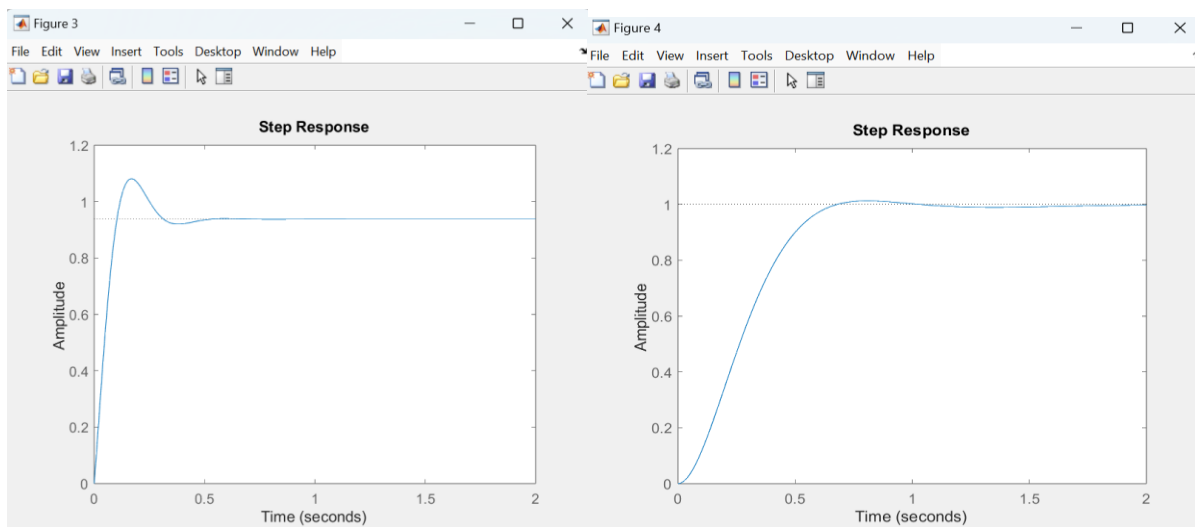 Figure 3
File Edit View Insert Tools Desktop Window Help
Step Response
1.2
1
0.8
0.6
0.4
0.2
0
Amplitude
0 0.5 1 1.5 2
Time (seconds)
Figure 4
File Edit View Insert Tools Desktop Window Help
Step Response
1.2
1
0.8
0.6
0.4
0.2
0
Amplitude
0 0.5 1 1.5 2
Time (seconds)